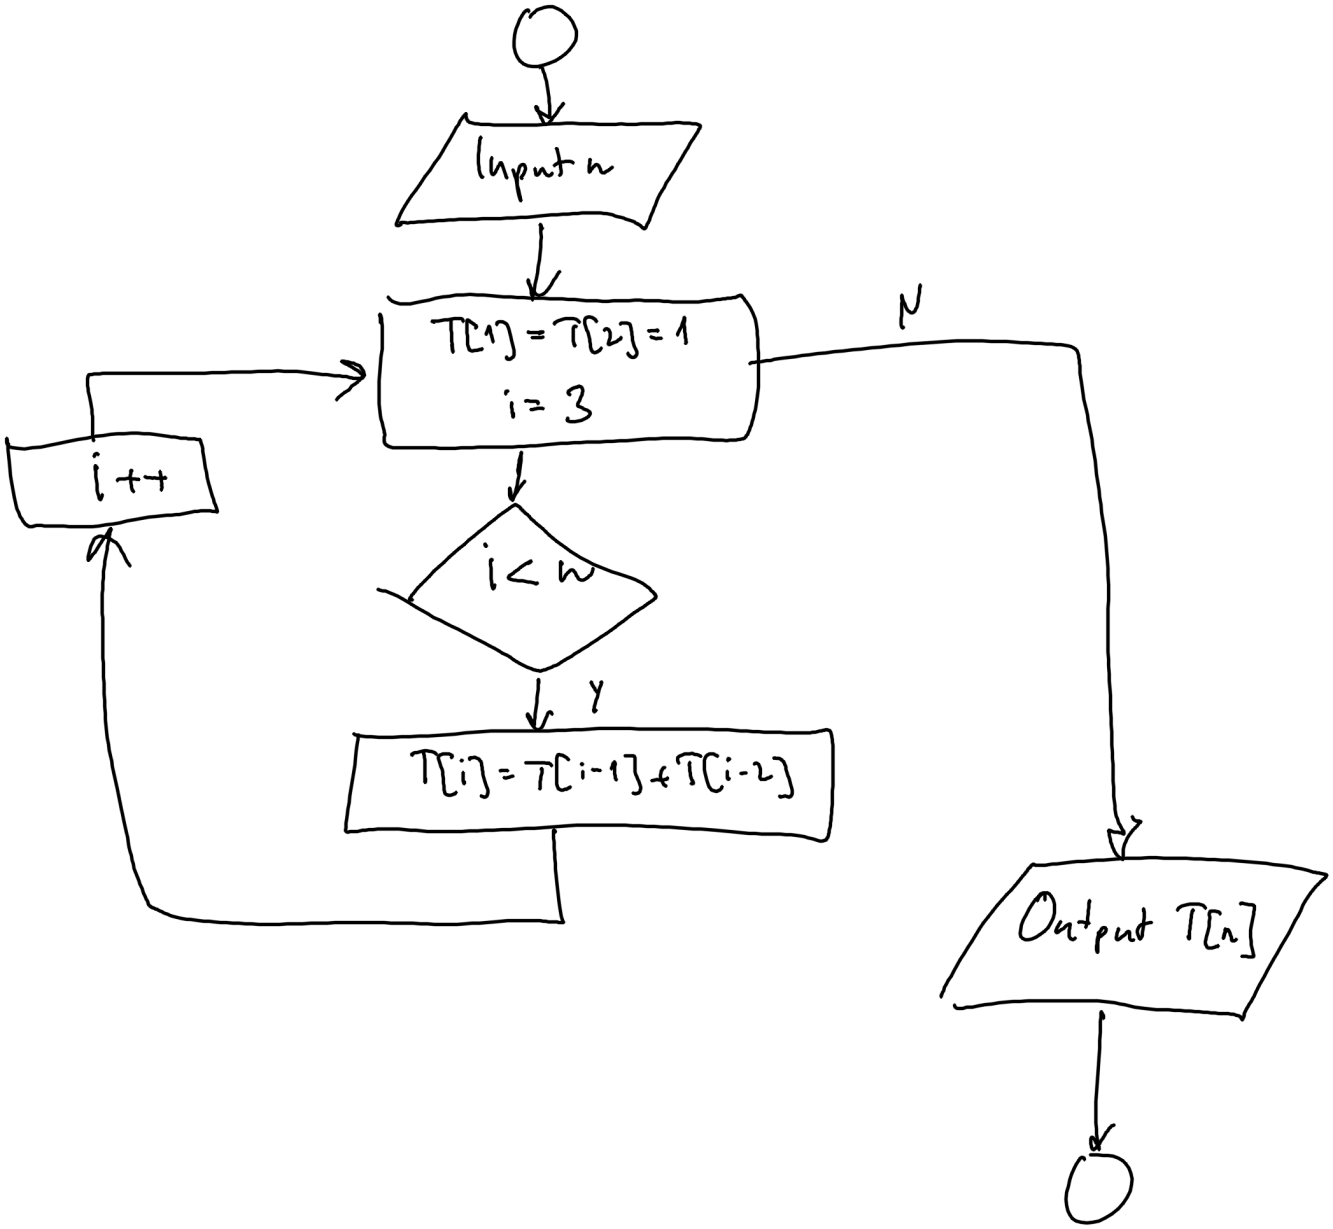 Input n
T[1] = T[2] = 1
i = 3
N
i ++
i < n
Y
T[i] = T[i-1] + T[i-2]
Output T[n]